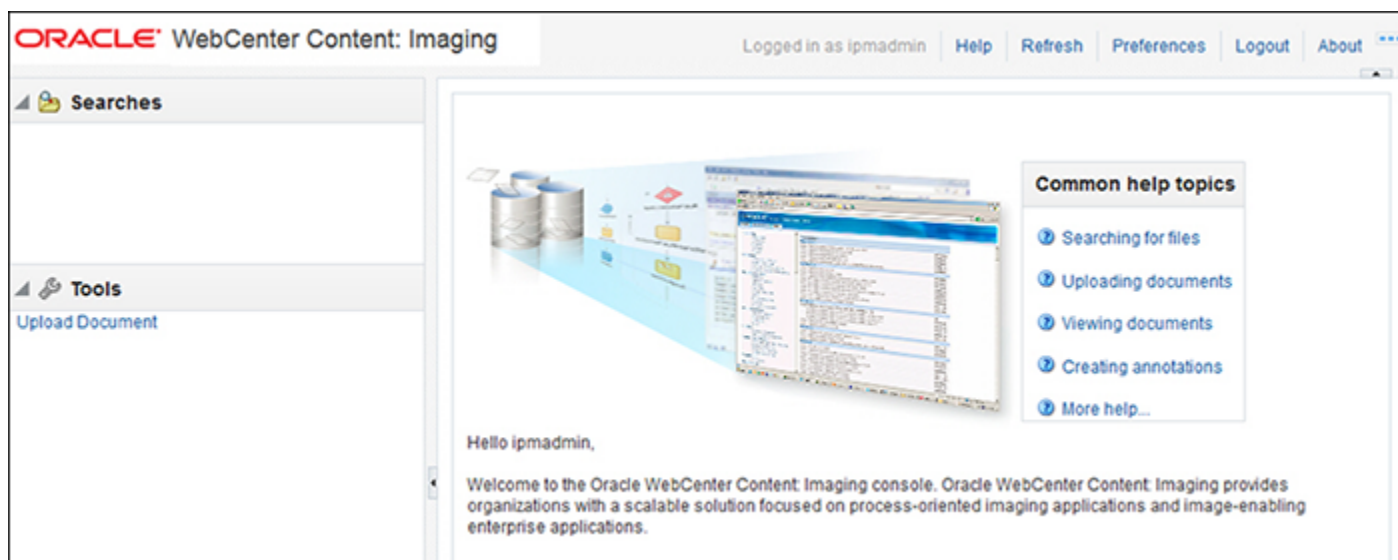 ORACLE® WebCenter Content: Imaging
Logged in as ipmadmin Help Refresh Preferences Logout About
Searches
Tools
Upload Document
Common help topics
Searching for files
Uploading documents
Viewing documents
Creating annotations
More help...
Hello ipmadmin,
Welcome to the Oracle WebCenter Content: Imaging console. Oracle WebCenter Content: Imaging provides
organizations with a scalable solution focused on process-oriented imaging applications and image-enabling
enterprise applications.